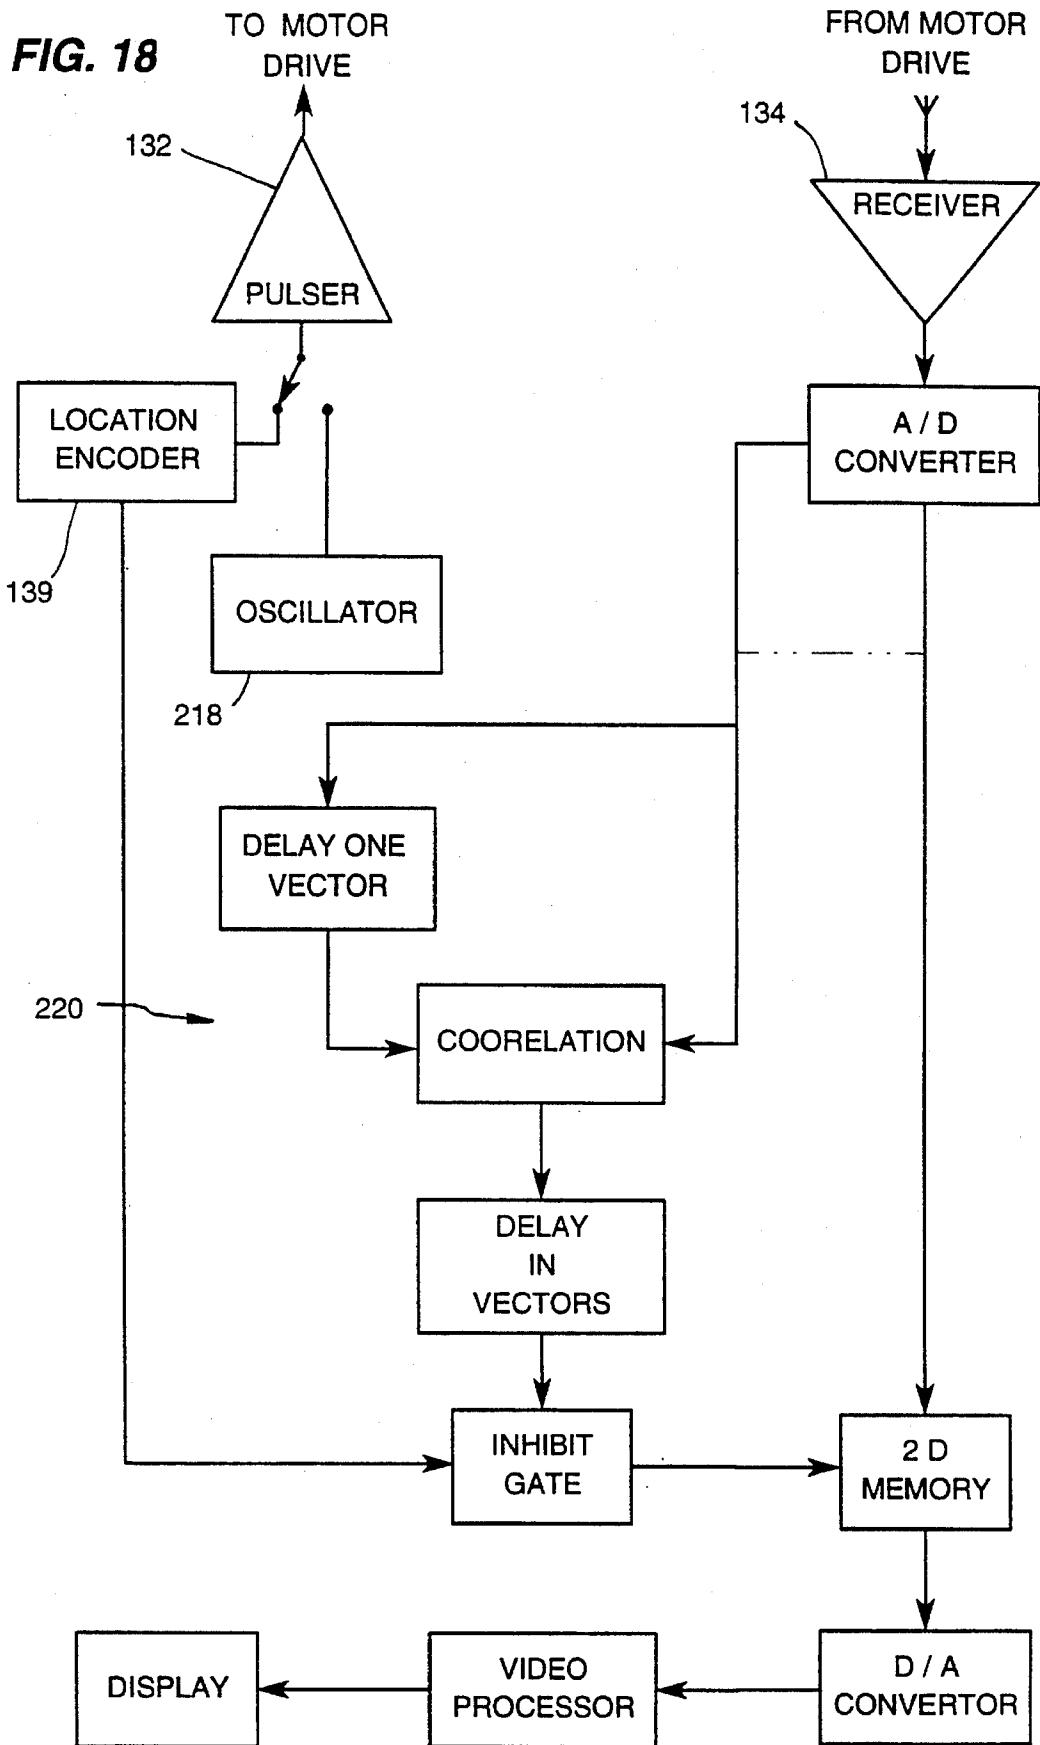 FIG. 18
TO MOTOR
DRIVE
FROM MOTOR
DRIVE
132
134
PULSER
RECEIVER
LOCATION
ENCODER
A / D
CONVERTER
139
OSCILLATOR
218
DELAY ONE
VECTOR
220
COORELATION
DELAY
IN
VECTORS
INHIBIT
GATE
2 D
MEMORY
DISPLAY
VIDEO
PROCESSOR
D / A
CONVERTOR